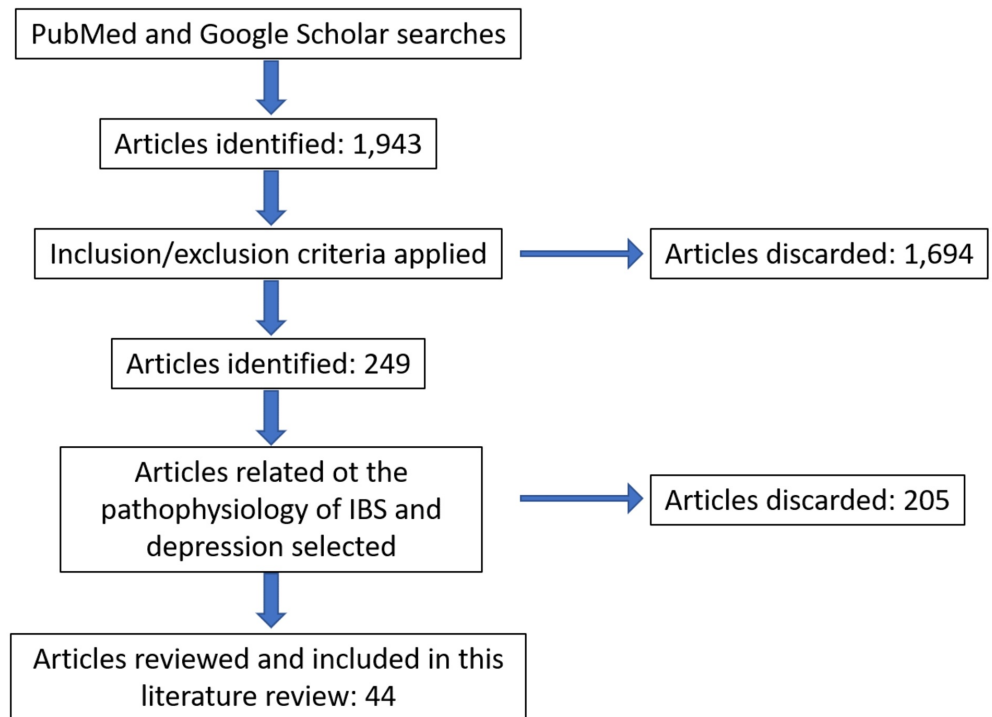 PubMed and Google Scholar searches
Articles identified: 1,943
Inclusion/exclusion criteria applied
Articles discarded: 1,694
Articles identified: 249
Articles related ot the
pathophysiology of IBS and
depression selected
Articles discarded: 205
Articles reviewed and included in this
literature review: 44